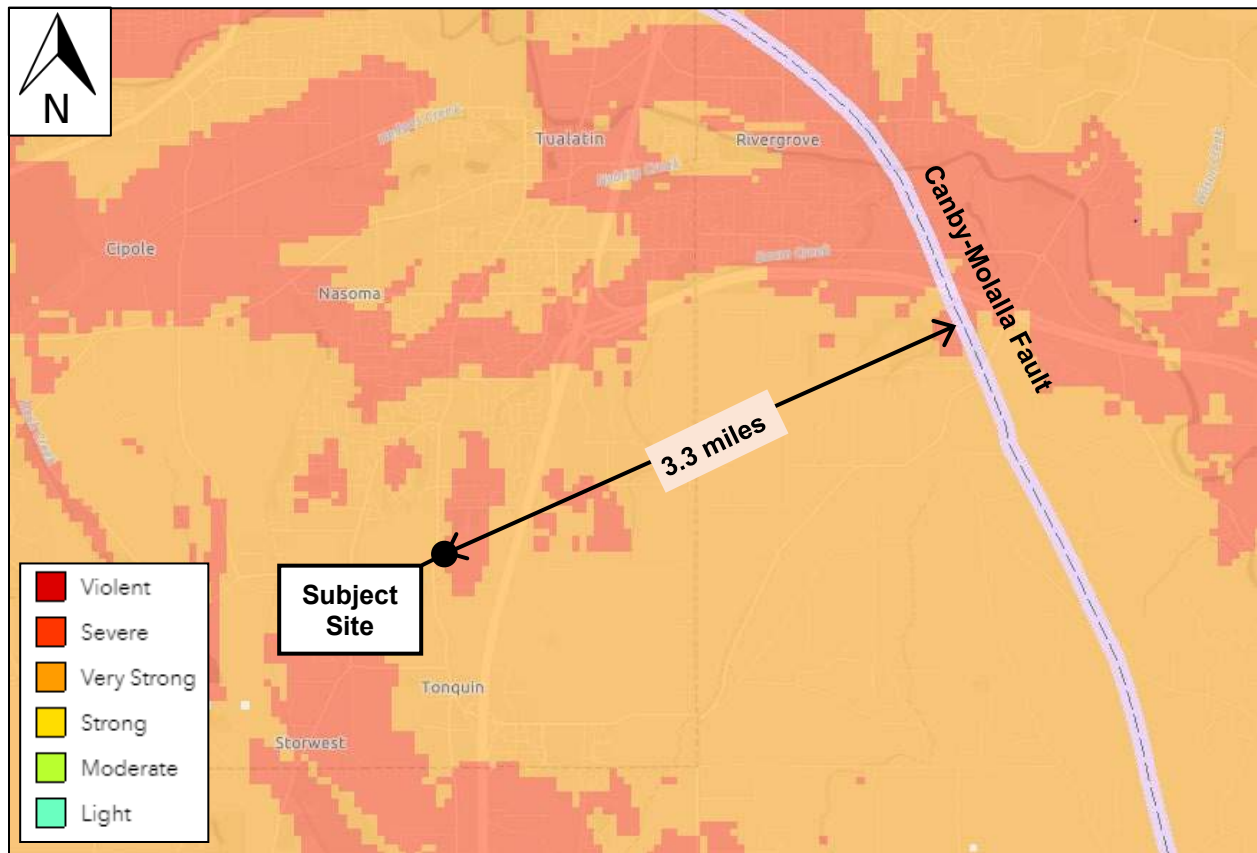 N
Tualatin
Rivergrove
Cipole
Nasoma
Canby-Molalla Fault
3.3 miles
Subject
Site
Tonquin
Storwest
Violent
Severe
Very Strong
Strong
Moderate
Light